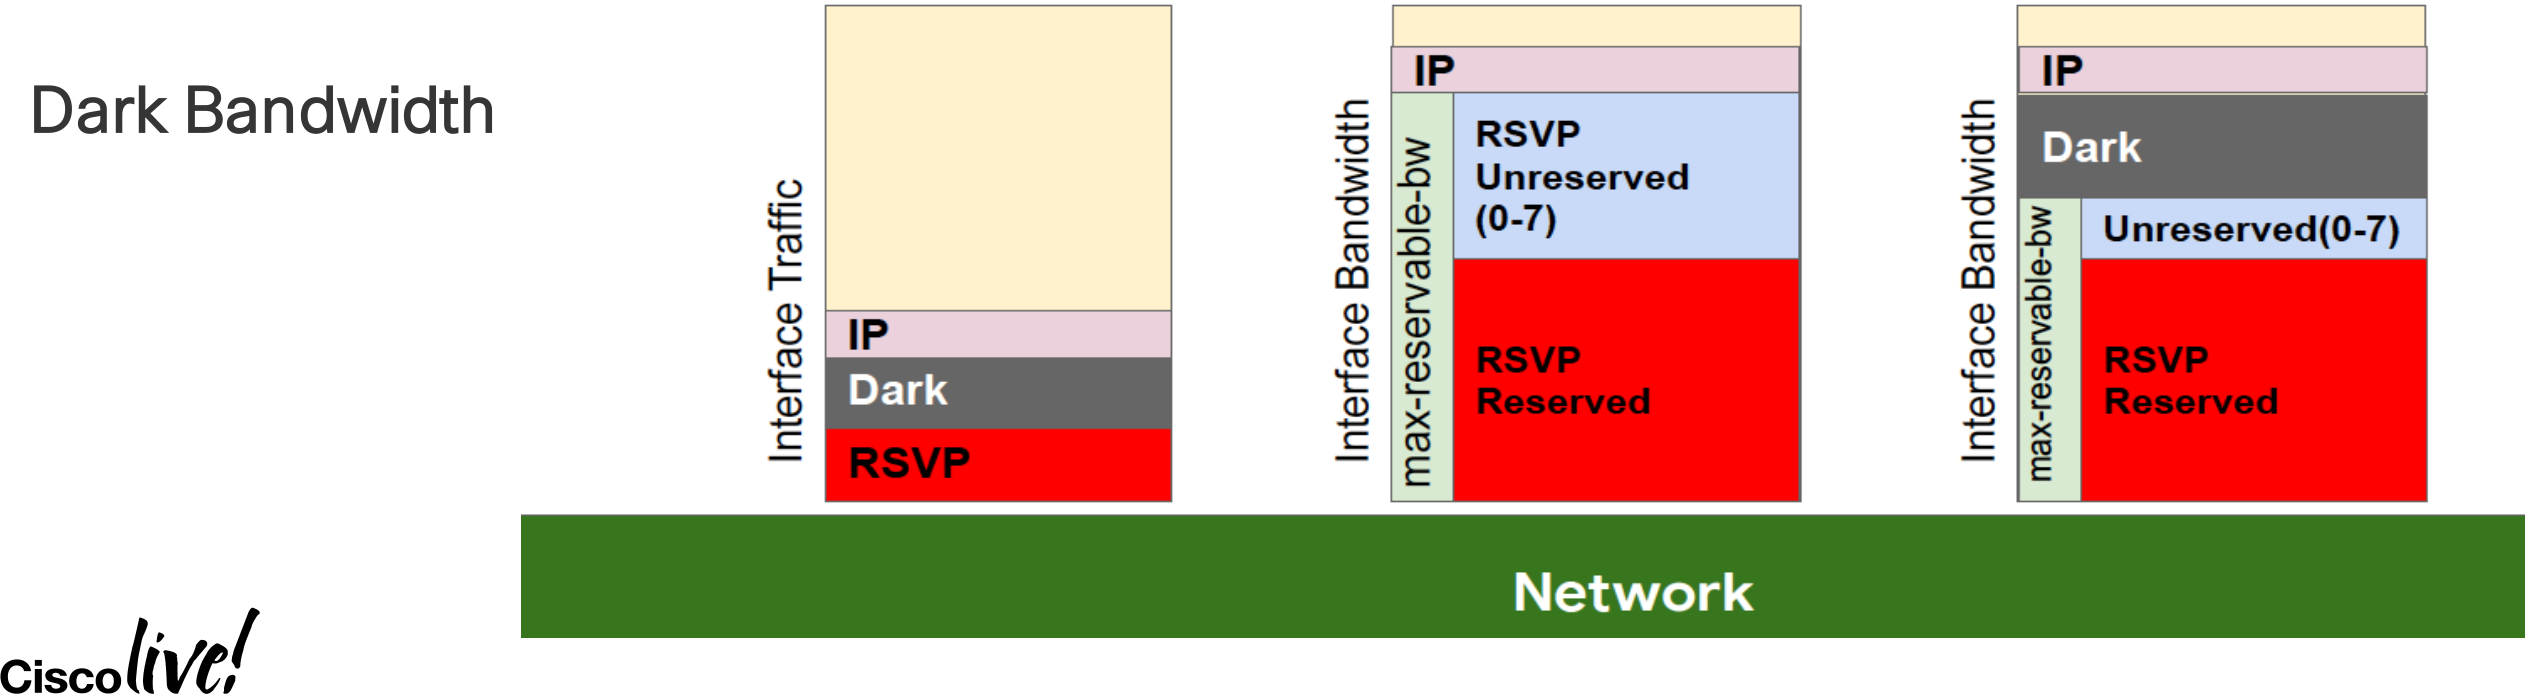 Dark Bandwidth
Interface Traffic
IP
Dark
RSVP
Interface Bandwidth
max-reservable-bw
IP
RSVP
Unreserved
(0-7)
RSVP
Reserved
Interface Bandwidth
max-reservable-bw
IP
Dark
Unreserved(0-7)
RSVP
Reserved
Network
Cisco live!